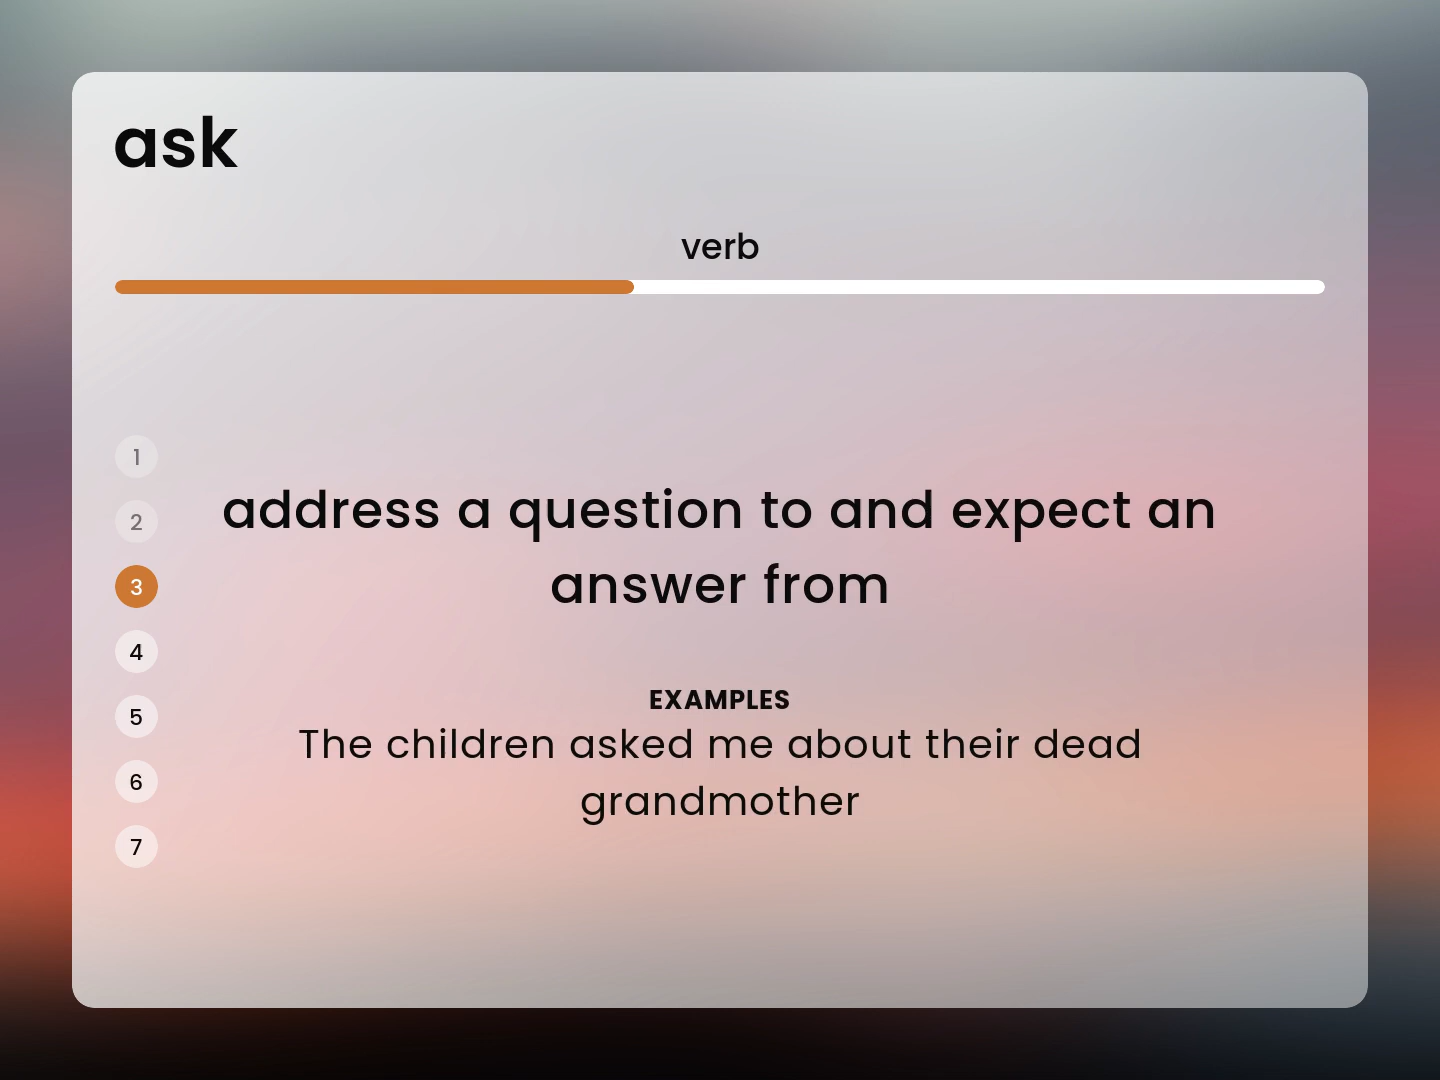 ask
verb
1
2
3
4
5
6
7
address a question to and expect an
answer from
EXAMPLES
The children asked me about their dead
grandmother